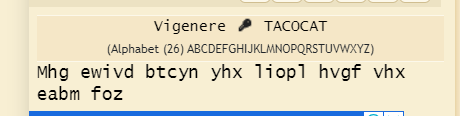 Vigenere 🔑 TACOCAT
(Alphabet (26) ABCDEFGHIJKLMNOPQRSTUVWXYZ)
Mhg ewivd btcyn yhx liopl hvgf vhx
eabm foz